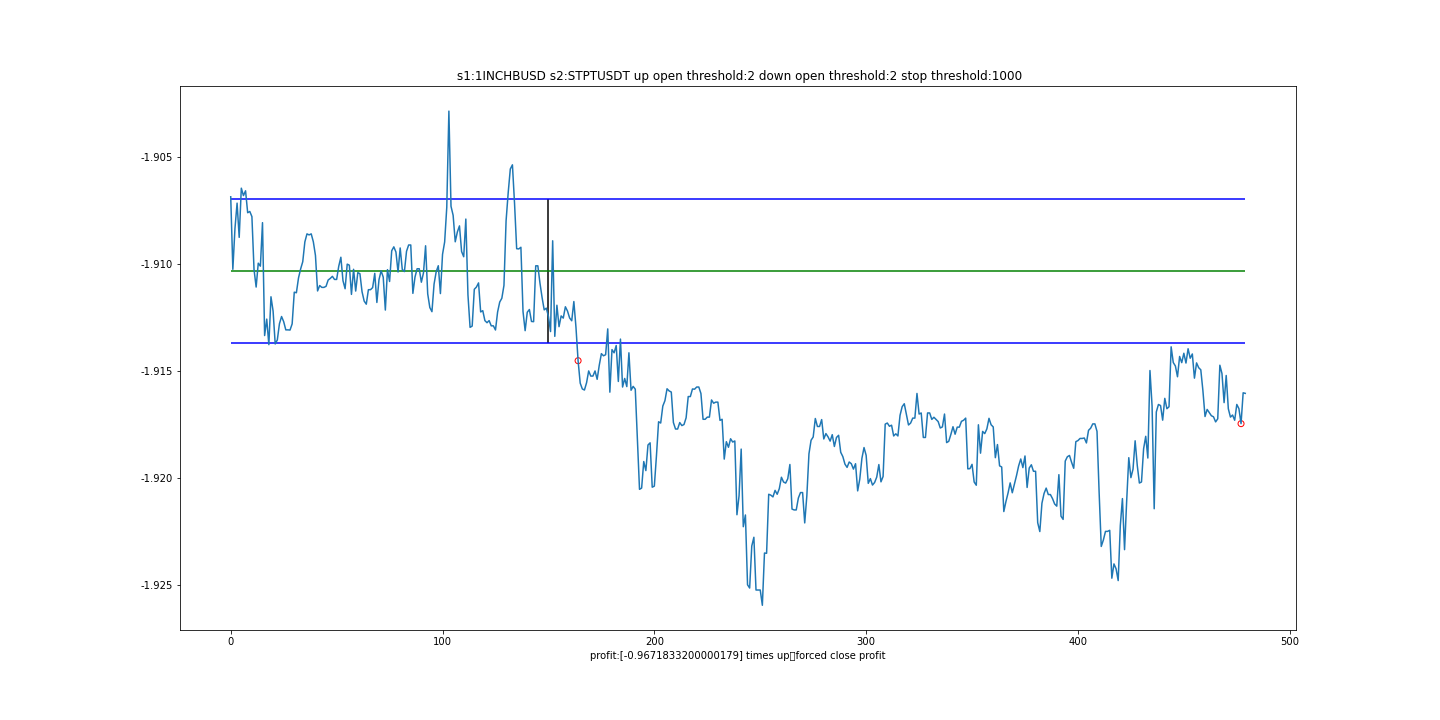 s1:1INCHBUSD s2:STPTUSDT up open threshold:2 down open threshold:2 stop threshold:1000
-1.905
-1.910
-1.915
-1.920
-1.925
0 100 200 300 400 500
profit:[-0.9671833200000179] times up▯forced close profit